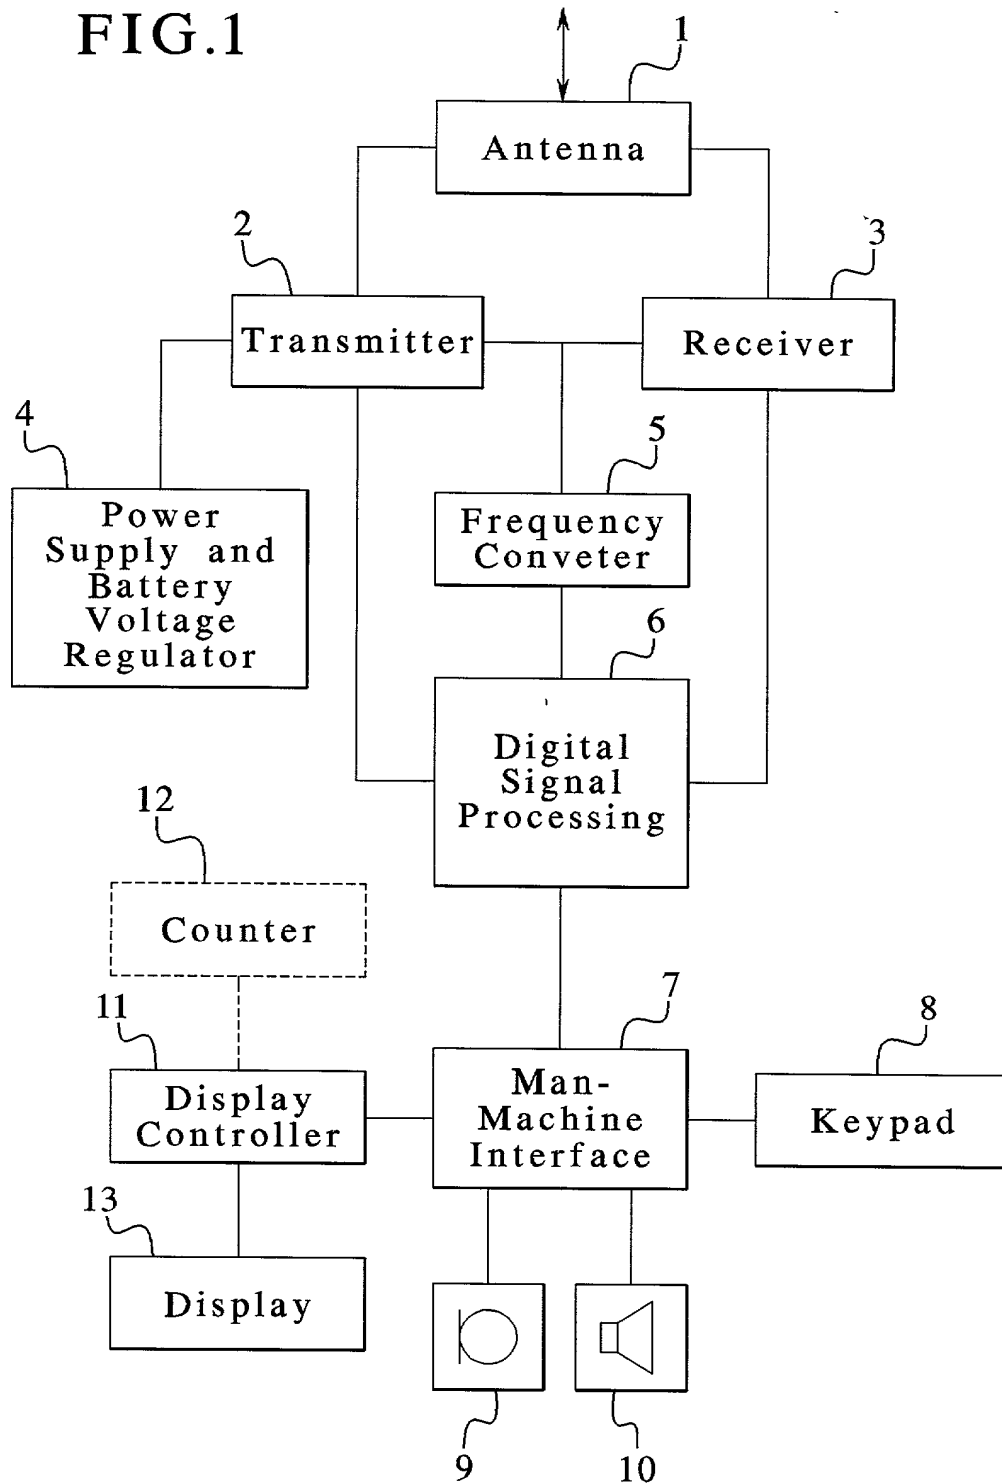 FIG.1
1
Antenna
2
3
Transmitter
Receiver
4
5
Power
Supply and
Battery
Voltage
Regulator
Frequency
Conveter
6
Digital
Signal
Processing
12
Counter
11
7
8
Display
Controller
Man-
Machine
Interface
Keypad
13
Display
9
10